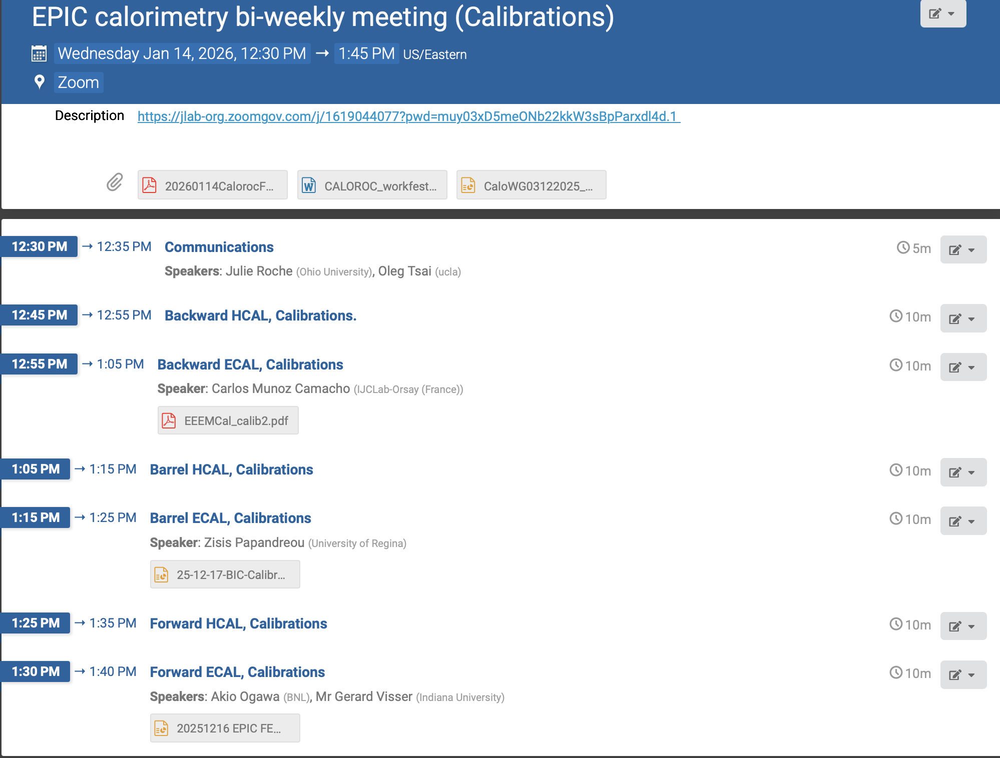 EPIC calorimetry bi-weekly meeting (Calibrations)
Wednesday Jan 14, 2026, 12:30 PM → 1:45 PM US/Eastern
Zoom
Description https://jlab-org.zoomgov.com/j/1619044077?pwd=muy03xD5meONb22kkW3sBpParxdl4d.1
20260114CalorocF... CALOROC_workfest... CaloWG03122025_...
12:30 PM → 12:35 PM Communications 5m
Speakers: Julie Roche (Ohio University), Oleg Tsai (ucla)
12:45 PM → 12:55 PM Backward HCAL, Calibrations. 10m
12:55 PM → 1:05 PM Backward ECAL, Calibrations 10m
Speaker: Carlos Munoz Camacho (IJCLab-Orsay (France))
EEEMCal_calib2.pdf
1:05 PM → 1:15 PM Barrel HCAL, Calibrations 10m
1:15 PM → 1:25 PM Barrel ECAL, Calibrations 10m
Speaker: Zisis Papandreou (University of Regina)
25-12-17-BIC-Calibr...
1:25 PM → 1:35 PM Forward HCAL, Calibrations 10m
1:30 PM → 1:40 PM Forward ECAL, Calibrations 10m
Speakers: Akio Ogawa (BNL), Mr Gerard Visser (Indiana University)
20251216 EPIC FE...